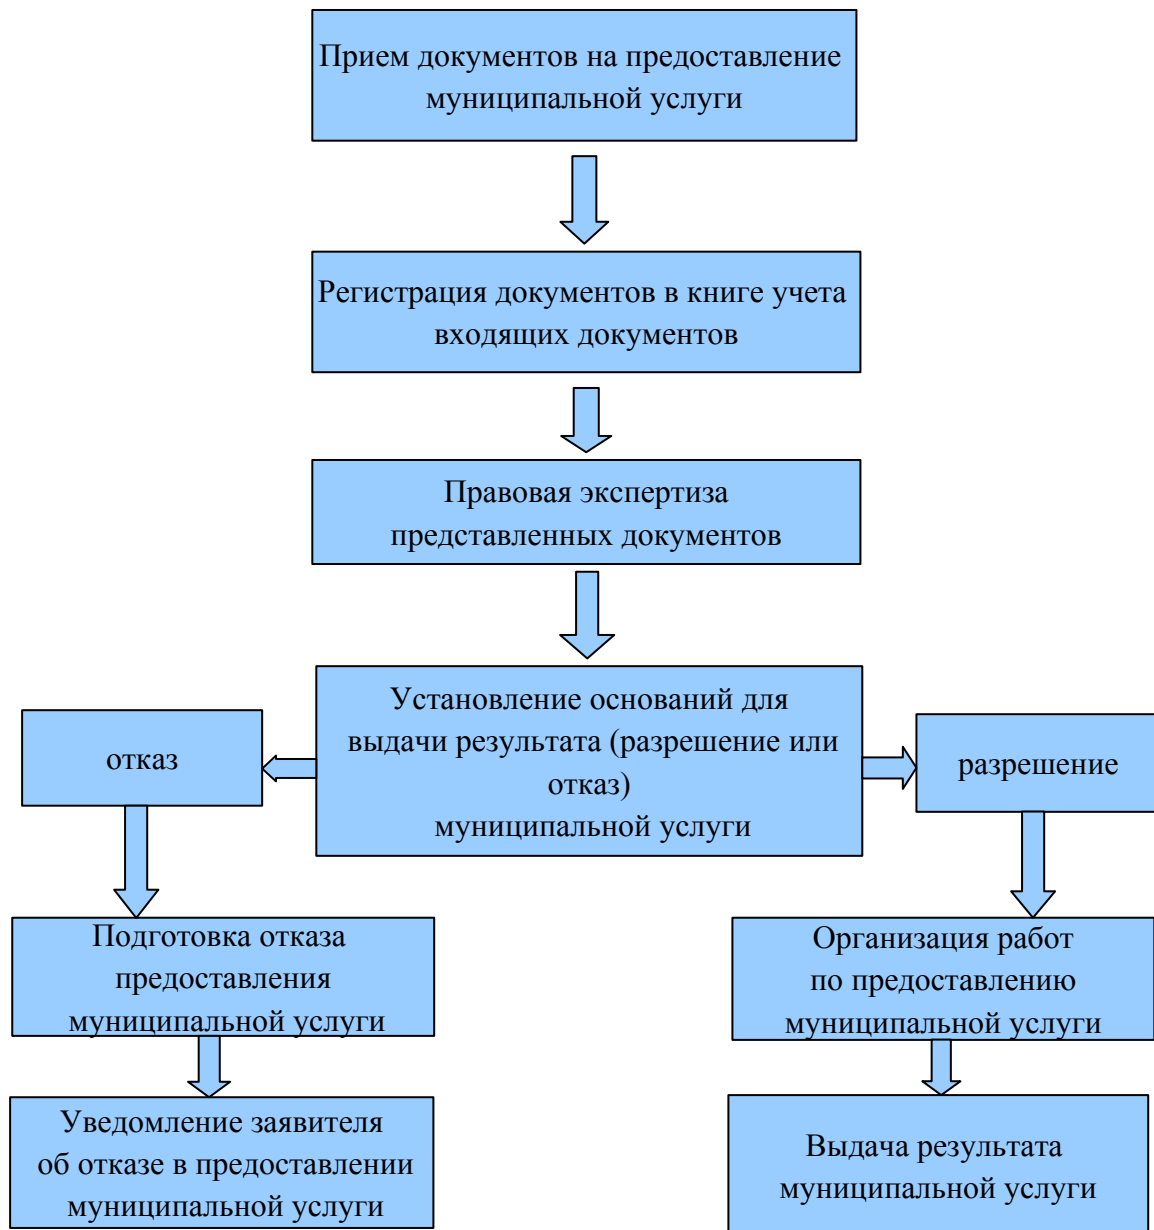 Прием документов на предоставление
муниципальной услуги
Регистрация документов в книге учета
входящих документов
Правовая экспертиза
представленных документов
Установление оснований для
выдачи результата (разрешение или
отказ)
муниципальной услуги
отказ
разрешение
Подготовка отказа
предоставления
муниципальной услуги
Организация работ
по предоставлению
муниципальной услуги
Уведомление заявителя
об отказе в предоставлении
муниципальной услуги
Выдача результата
муниципальной услуги